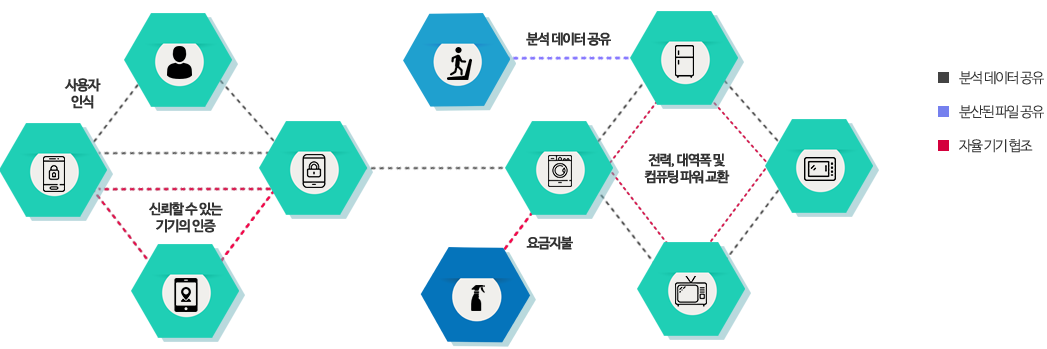 사용자
인식
신뢰할 수 있는
기기의 인증
분석 데이터 공유
전력, 대역폭 및
컴퓨팅 파워 교환
요금지불
분석 데이터 공유
분산된 파일 공유
자율 기기 협조